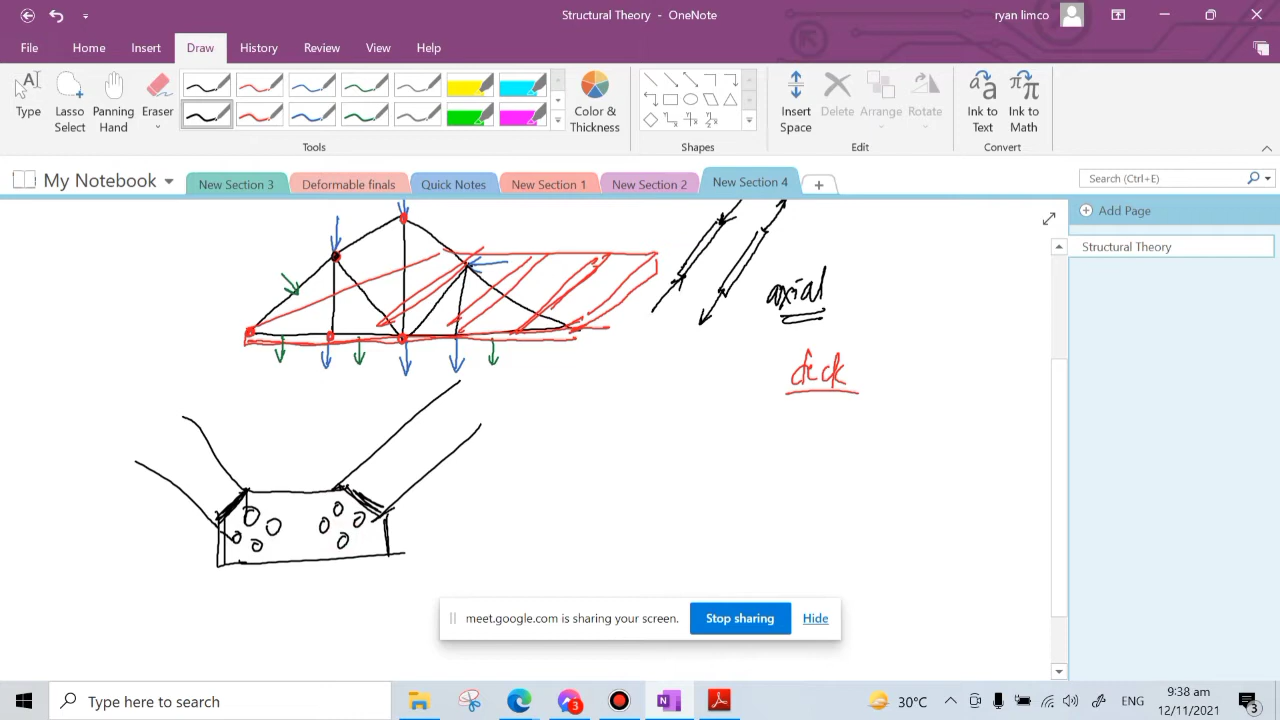 Structural Theory - OneNote
ryan limco
File Home Insert Draw History Review View Help
Type
Lasso Select
Panning Hand
Eraser
Color & Thickness
Insert Space
Delete
Arrange
Rotate
Ink to Text
Ink to Math
Tools
Shapes
Edit
Convert
My Notebook
New Section 3
Deformable finals
Quick Notes
New Section 1
New Section 2
New Section 4
Search (Ctrl+E)
Add Page
Structural Theory
axial
deck
meet.google.com is sharing your screen.
Stop sharing
Hide
Type here to search
3
30°C
ENG
9:38 am
12/11/2021
3